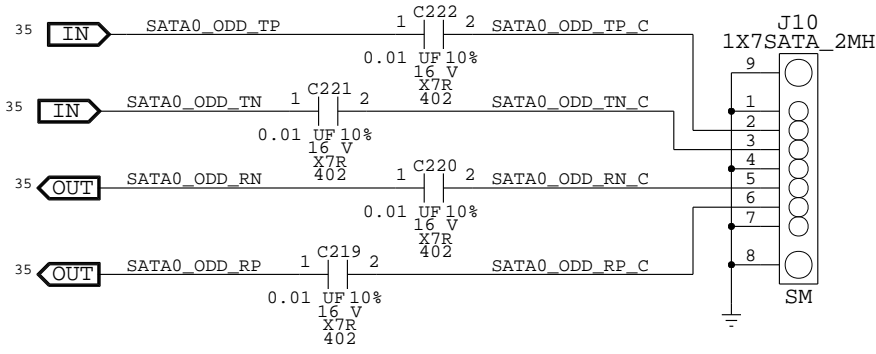 35 IN SATA0_ODD_TP 1 C222 2 SATA0_ODD_TP_C
0.01 UF 10%
16 V
X7R
402
J10
1X7SATA_2MH
35 IN SATA0_ODD_TN 1 C221 2 SATA0_ODD_TN_C
0.01 UF 10%
16 V
X7R
402
35 OUT SATA0_ODD_RN 1 C220 2 SATA0_ODD_RN_C
0.01 UF 10%
16 V
X7R
402
35 OUT SATA0_ODD_RP 1 C219 2 SATA0_ODD_RP_C
0.01 UF 10%
16 V
X7R
402
9
1
2
3
4
5
6
7
8
SM